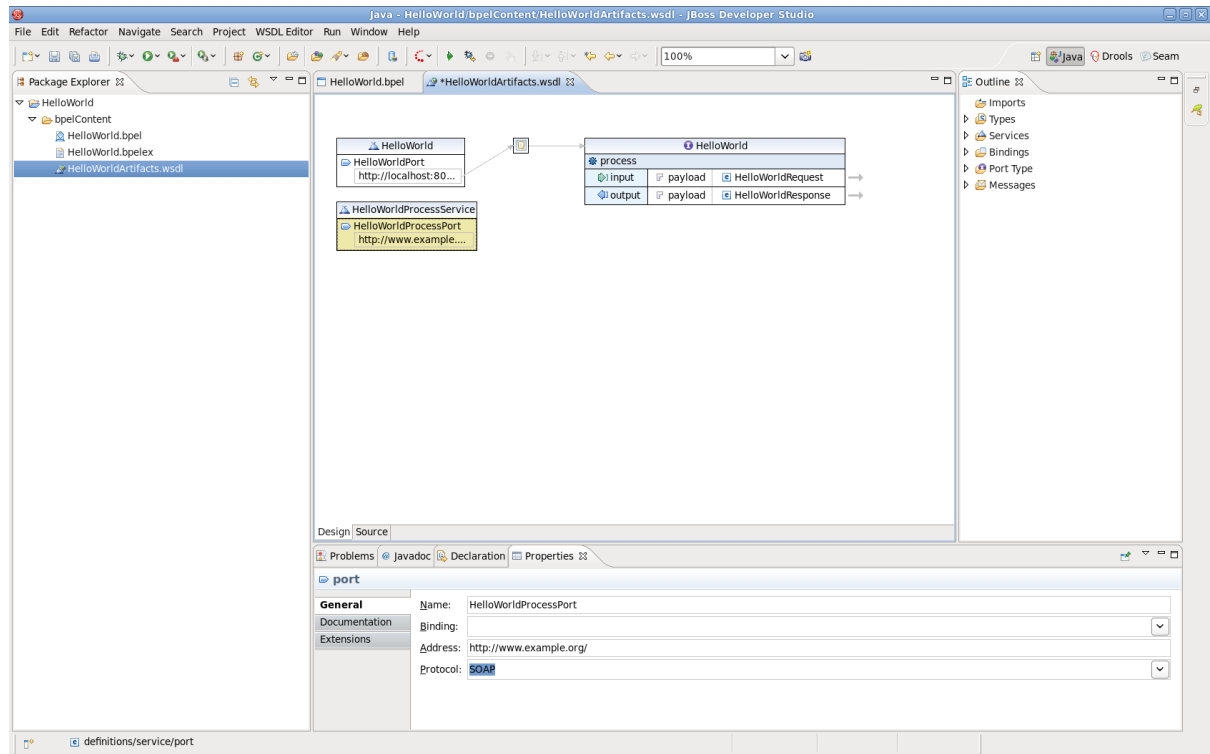 Java - HelloWorld/bpelContent/HelloWorldArtifacts.wsdl - JBoss Developer Studio
File Edit Refactor Navigate Search Project WSDL Editor Run Window Help
100%
Java Drools Seam
Package Explorer
HelloWorld
bpelContent
HelloWorld.bpel
HelloWorld.bpelex
HelloWorldArtifacts.wsdl
HelloWorld.bpel *HelloWorldArtifacts.wsdl
HelloWorld
HelloWorldPort
http://localhost:80...
HelloWorldProcessService
HelloWorldProcessPort
http://www.example....
HelloWorld
process
input payload HelloWorldRequest
output payload HelloWorldResponse
Design Source
Outline
Imports
Types
Services
Bindings
Port Type
Messages
Problems Javadoc Declaration Properties
port
General
Documentation
Extensions
Name: HelloWorldProcessPort
Binding:
Address: http://www.example.org/
Protocol: SOAP
definitions/service/port